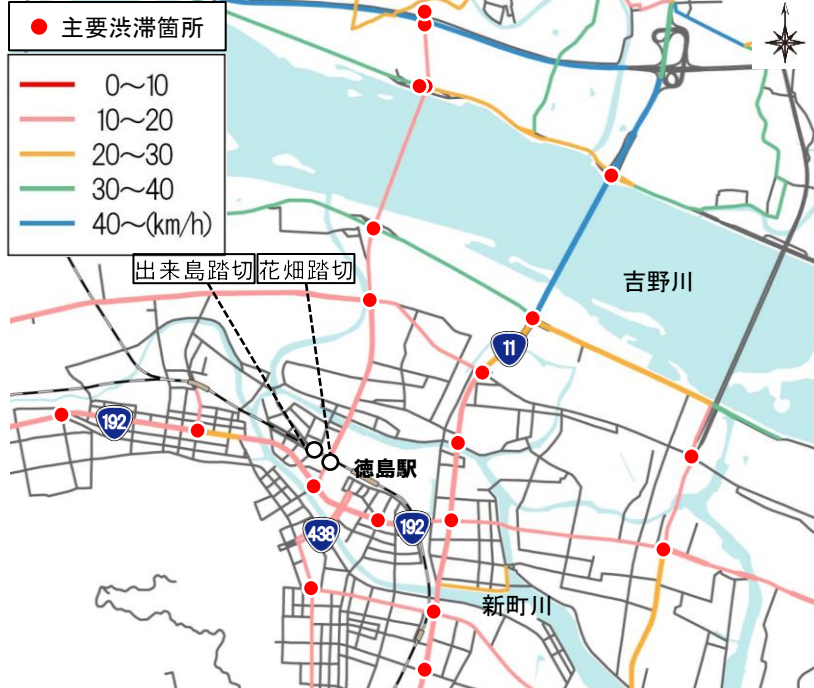 主要渋滞箇所
0～10
10～20
20～30
30～40
40～(km/h)
出来島踏切
花畑踏切
吉野川
11
192
徳島駅
192
438
新町川